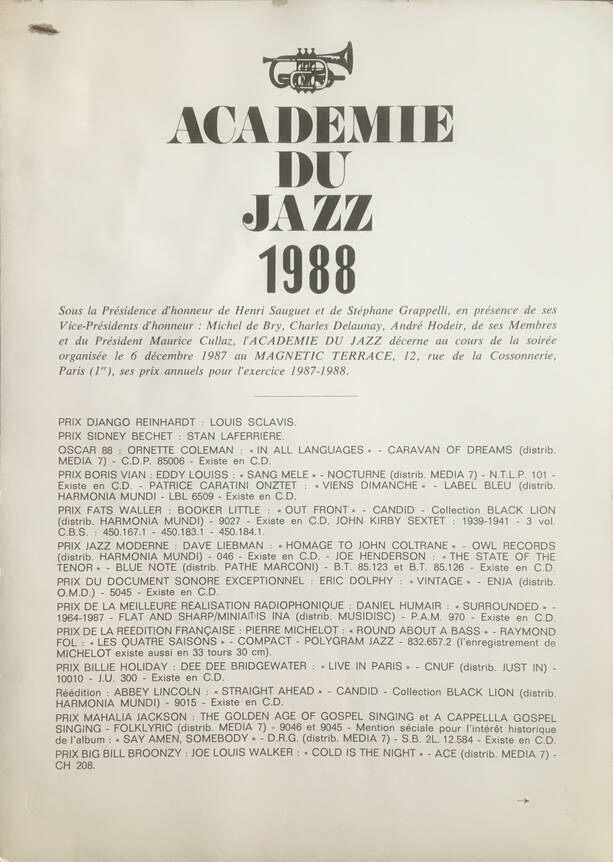 ACADEMIE
DU
JAZZ
1988
Sous la Présidence d'honneur de Henri Sauguet et de Stéphane Grappelli, en présence de ses
Vice-Présidents d'honneur : Michel de Bry, Charles Delaunay, André Hodeir, de ses Membres
et du Président Maurice Cullaz, l'ACADEMIE DU JAZZ décerne au cours de la soirée
organisée le 6 décembre 1987 au MAGNETIC TERRACE, 12, rue de la Cossonnerie,
Paris (1er), ses prix annuels pour l'exercice 1987-1988.
PRIX DJANGO REINHARDT : LOUIS SCLAVIS.
PRIX SIDNEY BECHET : STAN LAFERRIERE.
OSCAR 88 : ORNETTE COLEMAN : « IN ALL LANGUAGES » - CARAVAN OF DREAMS (distrib.
MEDIA 7) - C.D.P. 85006 - Existe en C.D.
PRIX BORIS VIAN : EDDY LOUISS : « SANG MELE » - NOCTURNE (distrib. MEDIA 7) - N.T.L.P. 101 -
Existe en C.D. - PATRICE CARATINI ONZTET : « VIENS DIMANCHE » - LABEL BLEU (distrib.
HARMONIA MUNDI - LBL 6509 - Existe en C.D.
PRIX FATS WALLER : BOOKER LITTLE : « OUT FRONT » - CANDID - Collection BLACK LION
(distrib. HARMONIA MUNDI) - 9027 - Existe en C.D. JOHN KIRBY SEXTET : 1939-1941 - 3 vol.
C.B.S. : 450.167.1 - 450.183.1 - 450.184.1.
PRIX JAZZ MODERNE : DAVE LIEBMAN : « HOMAGE TO JOHN COLTRANE » - OWL RECORDS
(distrib. HARMONIA MUNDI) - 046 - Existe en C.D. - JOE HENDERSON : « THE STATE OF THE
TENOR » - BLUE NOTE (distrib. PATHE MARCONI) - B.T. 85.123 et B.T. 85.126 - Existe en C.D.
PRIX DU DOCUMENT SONORE EXCEPTIONNEL : ERIC DOLPHY : « VINTAGE » - ENJA (distrib.
O.M.D.) - 5045 - Existe en C.D.
PRIX DE LA MEILLEURE REALISATION RADIOPHONIQUE : DANIEL HUMAIR : « SURROUNDED » -
1964-1987 - FLAT AND SHARP/MINIATHS INA (distrib. MUSIDISC) - P.A.M. 970 - Existe en C.D.
PRIX DE LA REEDITION FRANÇAISE : PIERRE MICHELOT : « ROUND ABOUT A BASS » - RAYMOND
FOL : « LES QUATRE SAISONS » - COMPACT - POLYGRAM JAZZ - 832.657.2 (l'enregistrement de
MICHELOT existe aussi en 33 tours 30 cm).
PRIX BILLIE HOLIDAY : DEE DEE BRIDGEWATER : « LIVE IN PARIS » - CNUF (distrib. JUST IN) -
10010 - J.U. 300 - Existe en C.D.
Réédition : ABBEY LINCOLN : « STRAIGHT AHEAD » - CANDID - Collection BLACK LION (distrib.
HARMONIA MUNDI) - 9015 - Existe en C.D.
PRIX MAHALIA JACKSON : THE GOLDEN AGE OF GOSPEL SINGING et A CAPPELLLA GOSPEL
SINGING - FOLKLYRIC (distrib. MEDIA 7) - 9046 et 9045 - Mention séciale pour l'intérêt historique
de l'album : « SAY AMEN, SOMEBODY » - D.R.G. (distrib. MEDIA 7) - S.B. 2L. 12.584 - Existe en C.D.
PRIX BIG BILL BROONZY : JOE LOUIS WALKER : « COLD IS THE NIGHT » - ACE (distrib. MEDIA 7) -
CH 208.
→